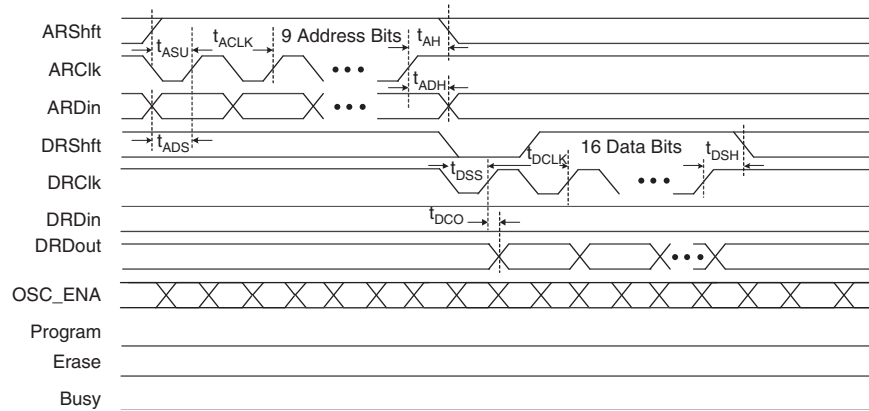 ARShft
tASU
tACLK
9 Address Bits
tAH
ARClk
tADH
ARDin
tADS
DRShft
16 Data Bits
tDSS
tDCLK
tDSH
DRClk
DRDin
tDCO
DRDout
OSC_ENA
Program
Erase
Busy